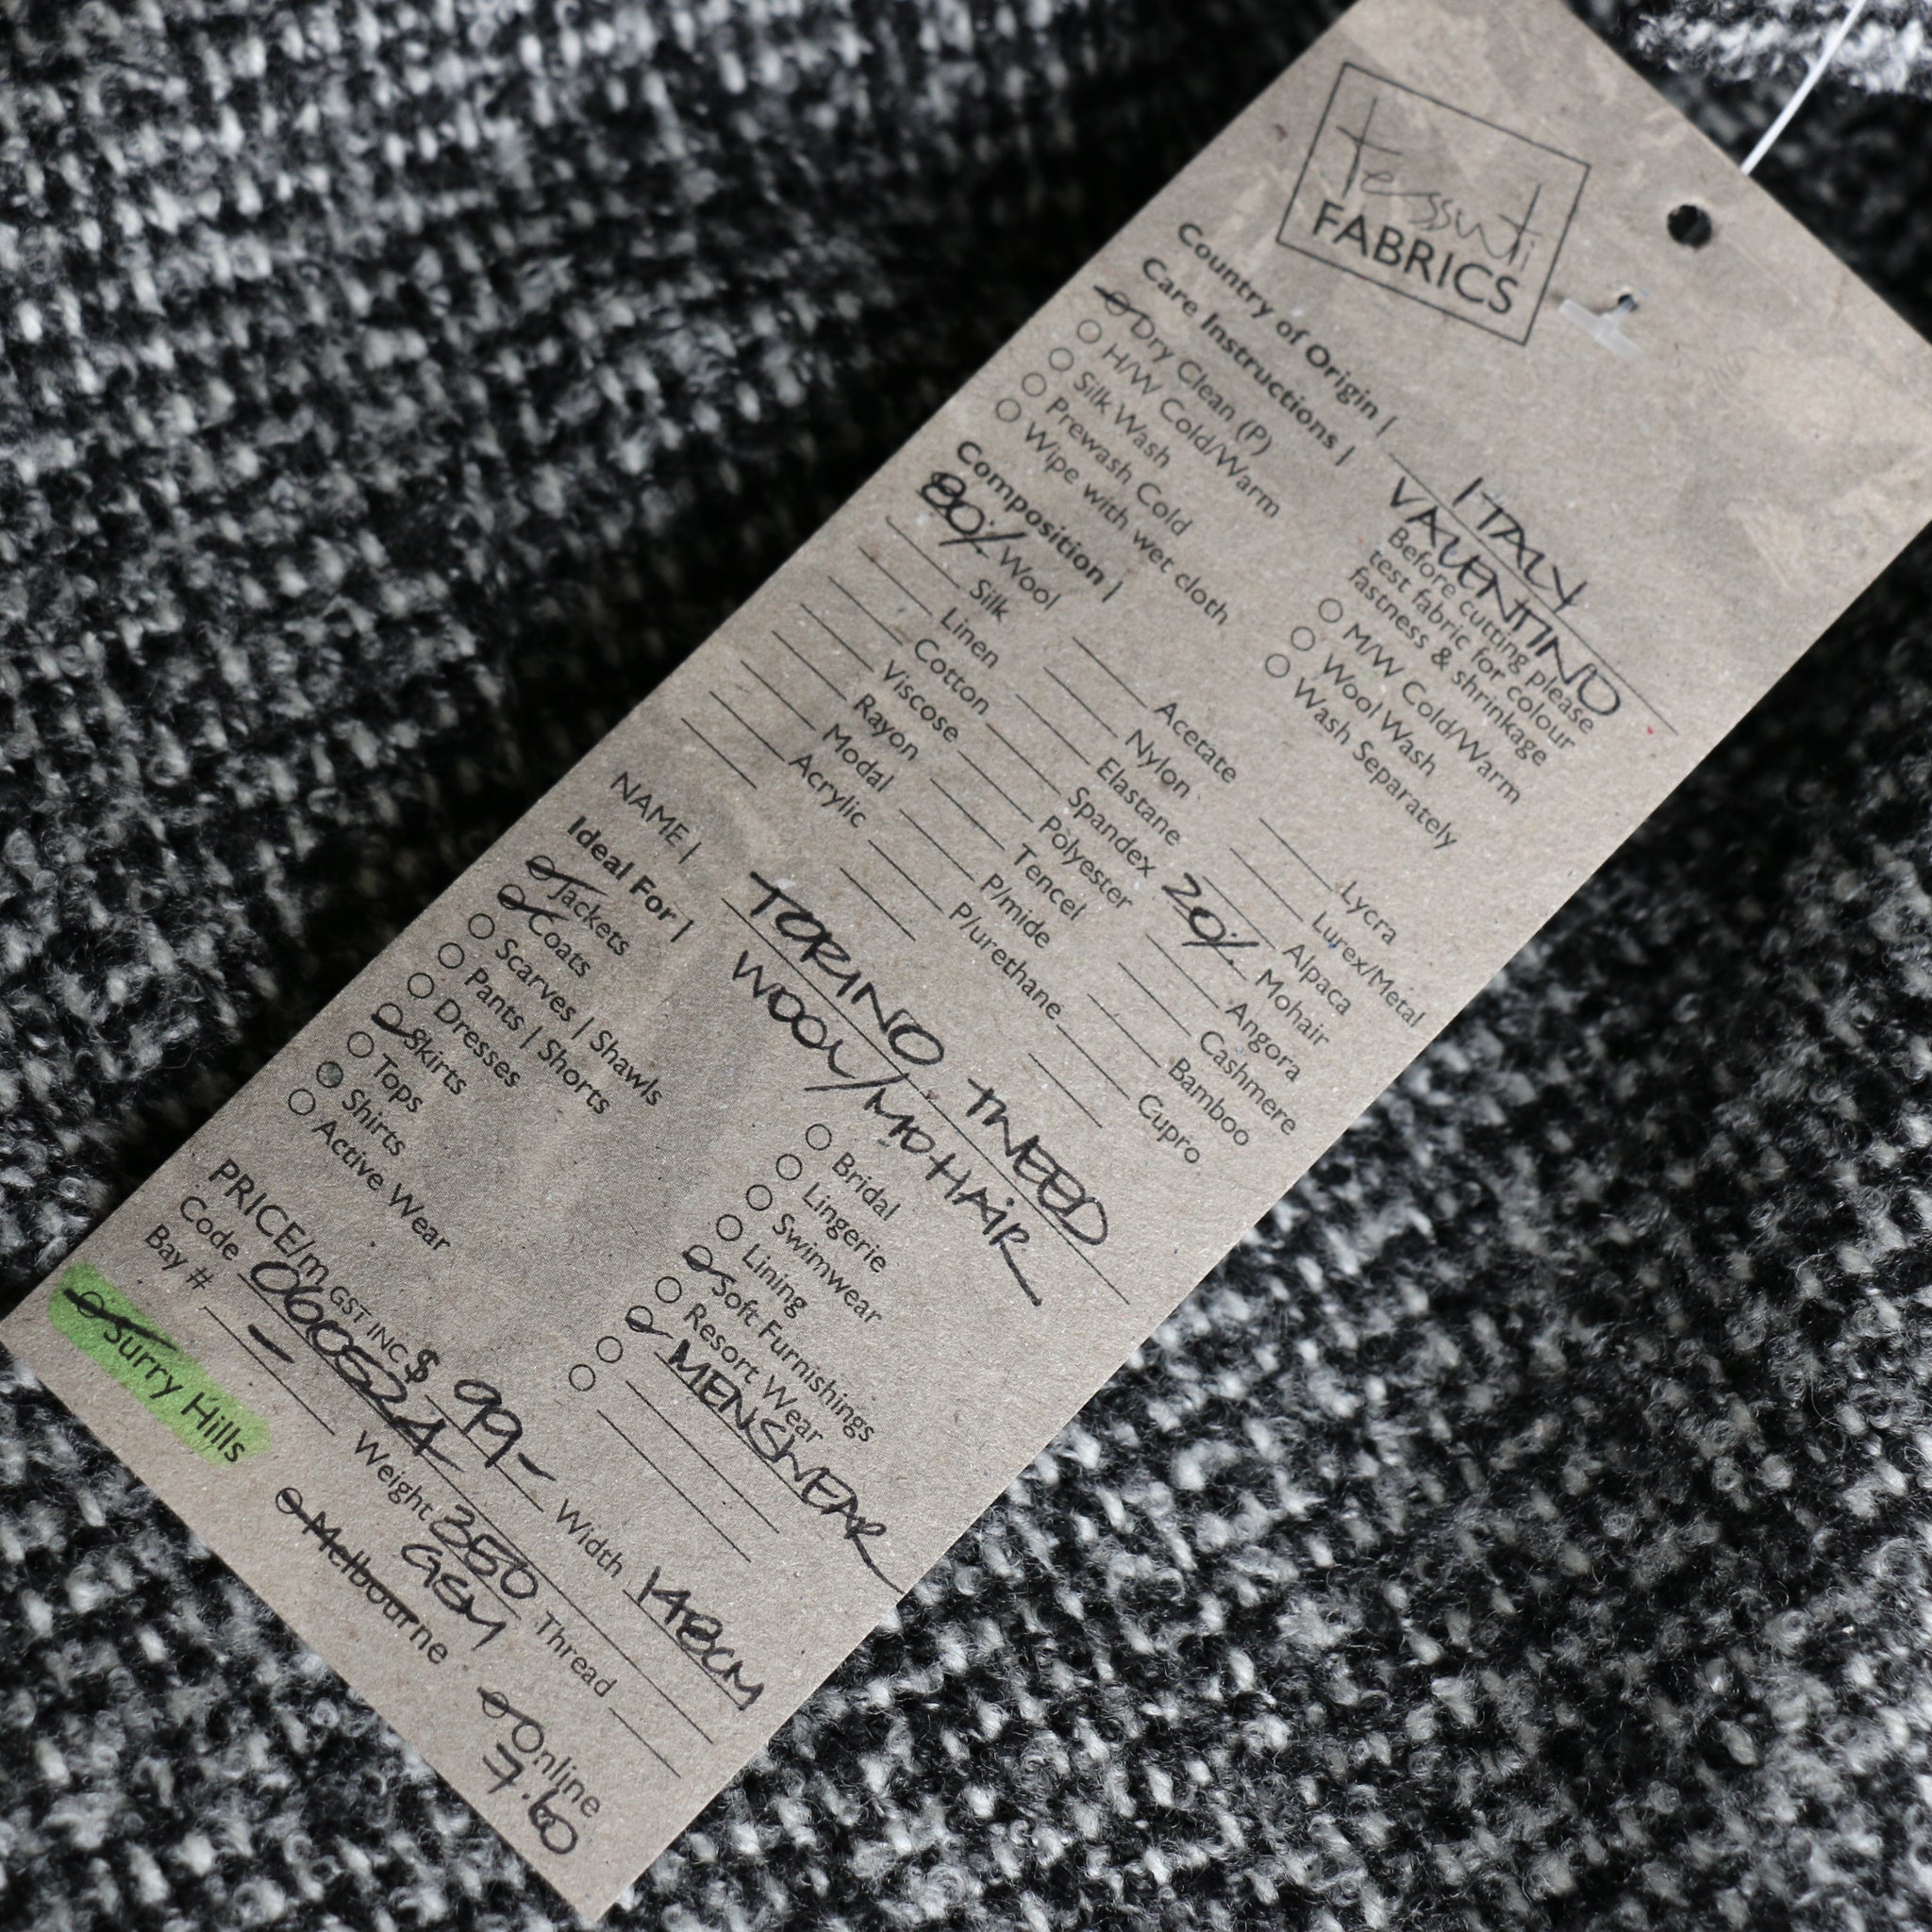 tessuti
FABRICS
Country of Origin | ITALY
VALENTINO
Care Instructions |
Before cutting please
test fabric for colour
fastness & shrinkage
Dry Clean (P)
H/W Cold/Warm
Silk Wash
Prewash Cold
Wipe with wet cloth
M/W Cold/Warm
Wool Wash
Wash Separately
Composition |
80% Wool
Silk
Linen
Cotton
Viscose
Rayon
Modal
Acrylic
Acetate
Nylon
Elastane
Spandex
Polyester
Tencel
P/mide
P/urethane
Lycra
Lurex/Metal
Alpaca
20% Mohair
Angora
Cashmere
Bamboo
Cupro
NAME | TORINO TWEED
WOOL/MOHAIR
Ideal For |
Jackets
Coats
Scarves | Shawls
Pants | Shorts
Dresses
Skirts
Tops
Shirts
Active Wear
Bridal
Lingerie
Swimwear
Lining
Soft Furnishings
Resort Wear
MENSWEAR
PRICE/m GST INC $ 99- Width 148CM
Code 060524 Weight 350 GSM Thread
Bay # -
Surry Hills Melbourne Online
7.60